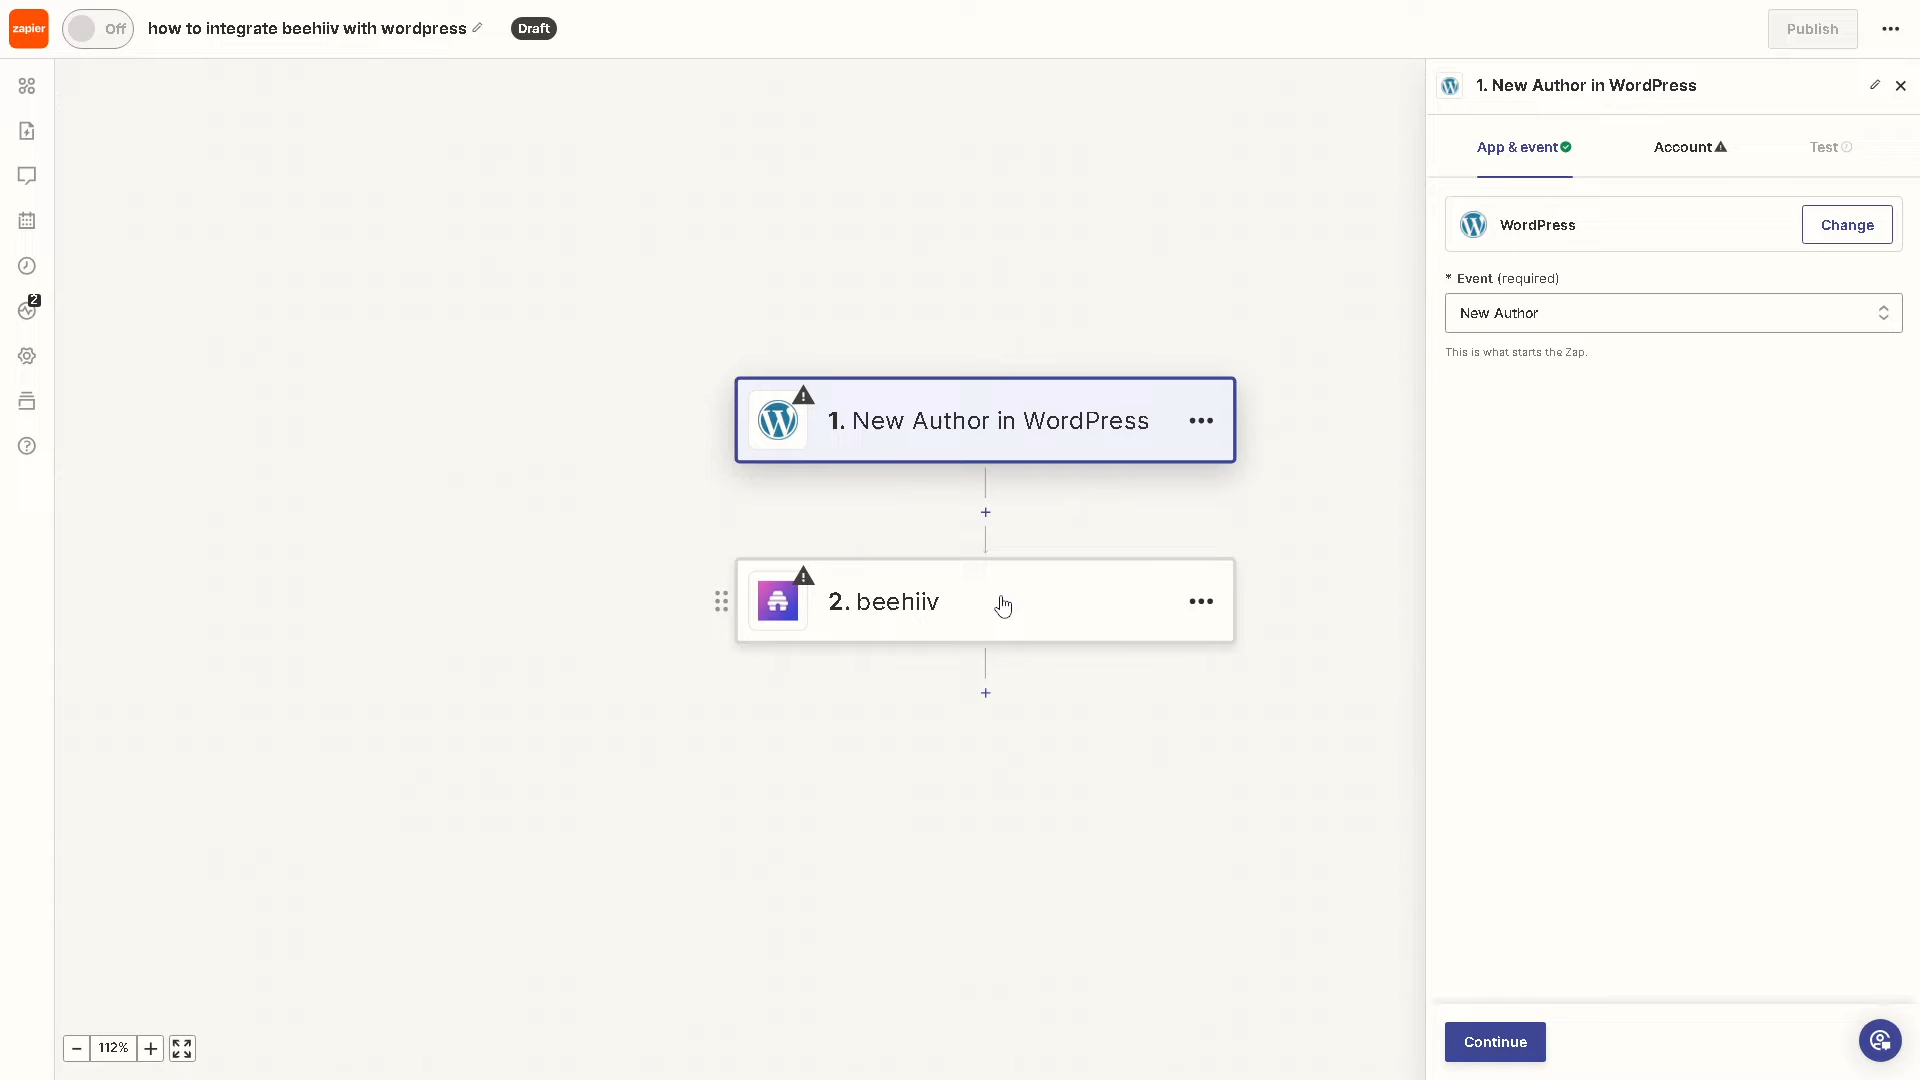 zapier
Off
how to integrate beehiiv with wordpress
Draft
Publish
1. New Author in WordPress
App & event
Account
Test
WordPress
Change
* Event (required)
New Author
This is what starts the Zap.
2
1. New Author in WordPress
2. beehiiv
112%
Continue